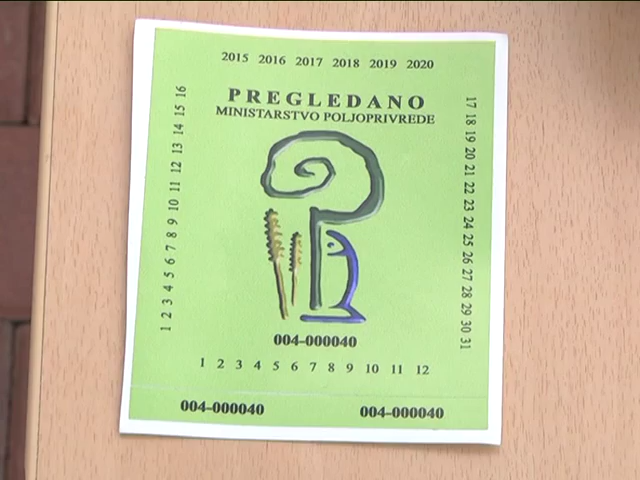 2015 2016 2017 2018 2019 2020
PREGLEDANO
MINISTARSTVO POLJOPRIVREDE
1 2 3 4 5 6 7 8 9 10 11 12 13 14 15 16
17 18 19 20 21 22 23 24 25 26 27 28 29 30 31
004-000040
1 2 3 4 5 6 7 8 9 10 11 12
004-000040 004-000040